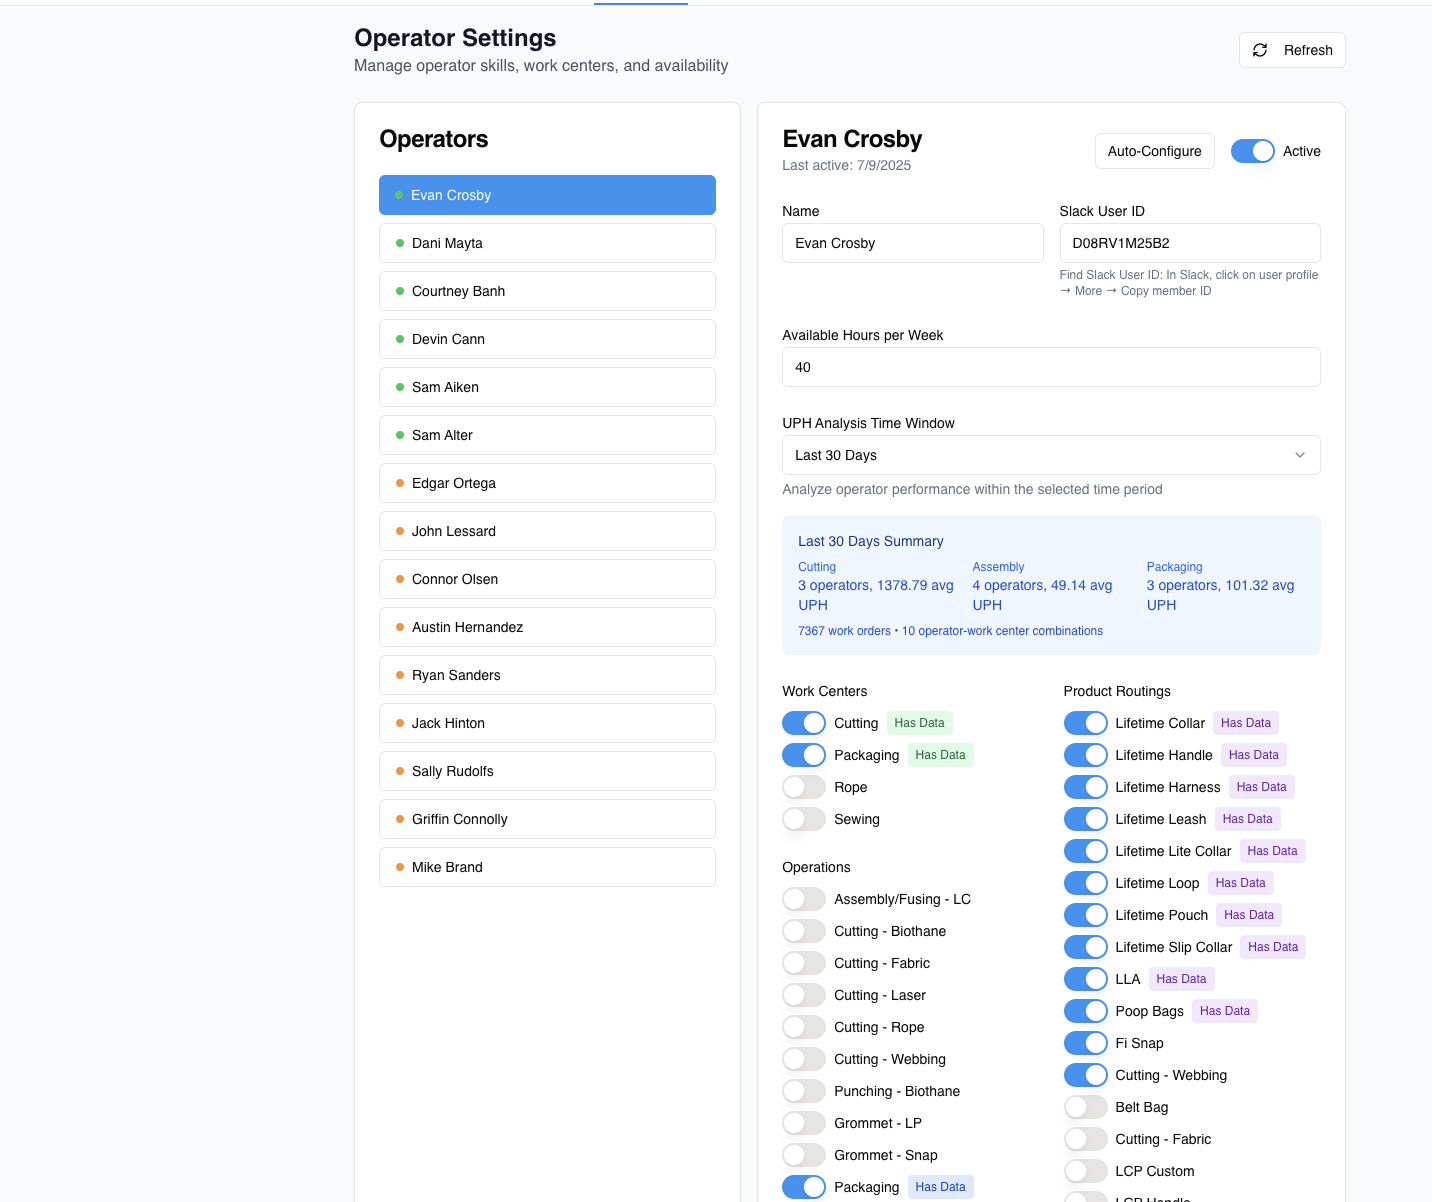 Operator Settings
Manage operator skills, work centers, and availability
Refresh
Operators
Evan Crosby
Dani Mayta
Courtney Banh
Devin Cann
Sam Aiken
Sam Alter
Edgar Ortega
John Lessard
Connor Olsen
Austin Hernandez
Ryan Sanders
Jack Hinton
Sally Rudolfs
Griffin Connolly
Mike Brand
Evan Crosby
Last active: 7/9/2025
Auto-Configure
Active
Name
Evan Crosby
Slack User ID
D08RV1M25B2
Find Slack User ID: In Slack, click on user profile
→ More → Copy member ID
Available Hours per Week
40
UPH Analysis Time Window
Last 30 Days
Analyze operator performance within the selected time period
Last 30 Days Summary
Cutting
3 operators, 1378.79 avg
UPH
Assembly
4 operators, 49.14 avg
UPH
Packaging
3 operators, 101.32 avg
UPH
7367 work orders • 10 operator-work center combinations
Work Centers
Cutting Has Data
Packaging Has Data
Rope
Sewing
Operations
Assembly/Fusing - LC
Cutting - Biothane
Cutting - Fabric
Cutting - Laser
Cutting - Rope
Cutting - Webbing
Punching - Biothane
Grommet - LP
Grommet - Snap
Packaging Has Data
Product Routings
Lifetime Collar Has Data
Lifetime Handle Has Data
Lifetime Harness Has Data
Lifetime Leash Has Data
Lifetime Lite Collar Has Data
Lifetime Loop Has Data
Lifetime Pouch Has Data
Lifetime Slip Collar Has Data
LLA Has Data
Poop Bags Has Data
Fi Snap
Cutting - Webbing
Belt Bag
Cutting - Fabric
LCP Custom